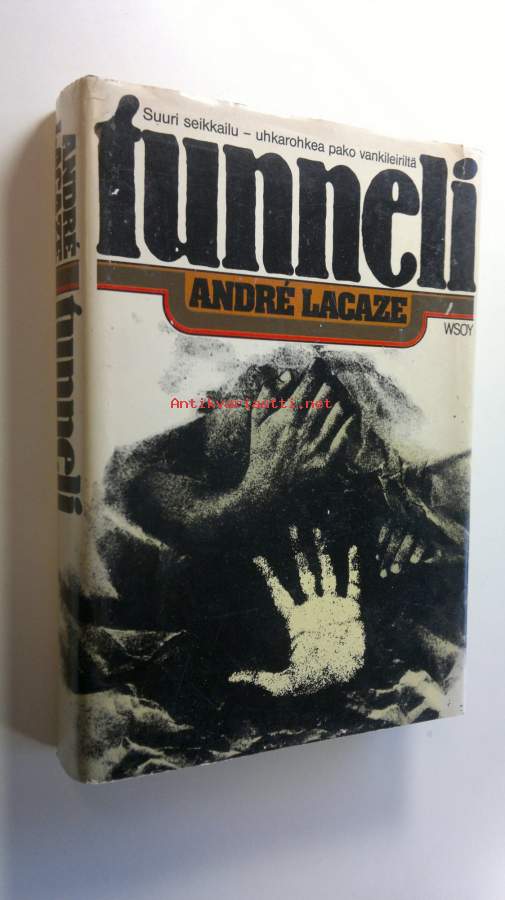 Suuri seikkailu – uhkarohkea pako vankileiriltä
tunneli
ANDRÉ LACAZE
WSOY
Antikvariaatti.net
ANDRÉ
LACAZE
tunneli